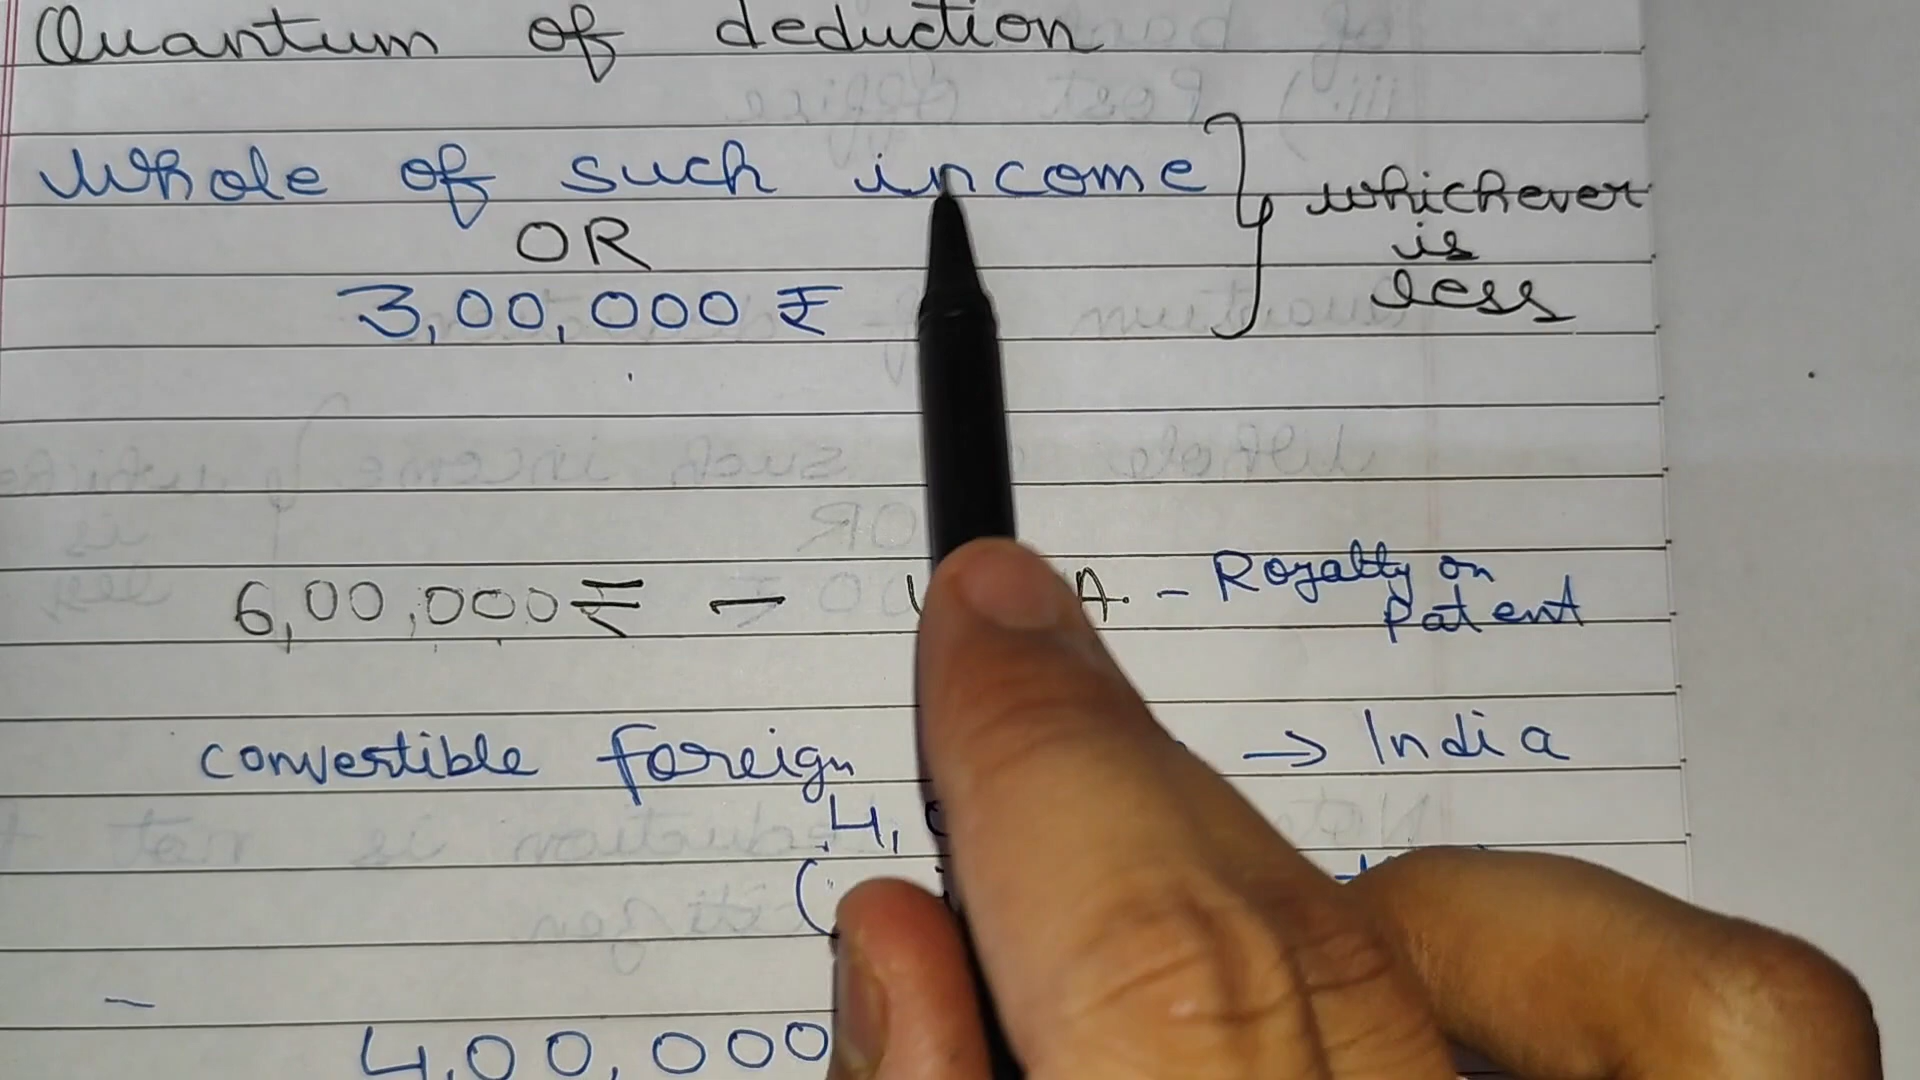 Quantum of deduction
Whole of such income
OR
3,00,000 ₹
whichever
is
less
6,00,000 ₹ — A. - Royalty on
Patent
convertible foreign → India
4,
(
4,00,000